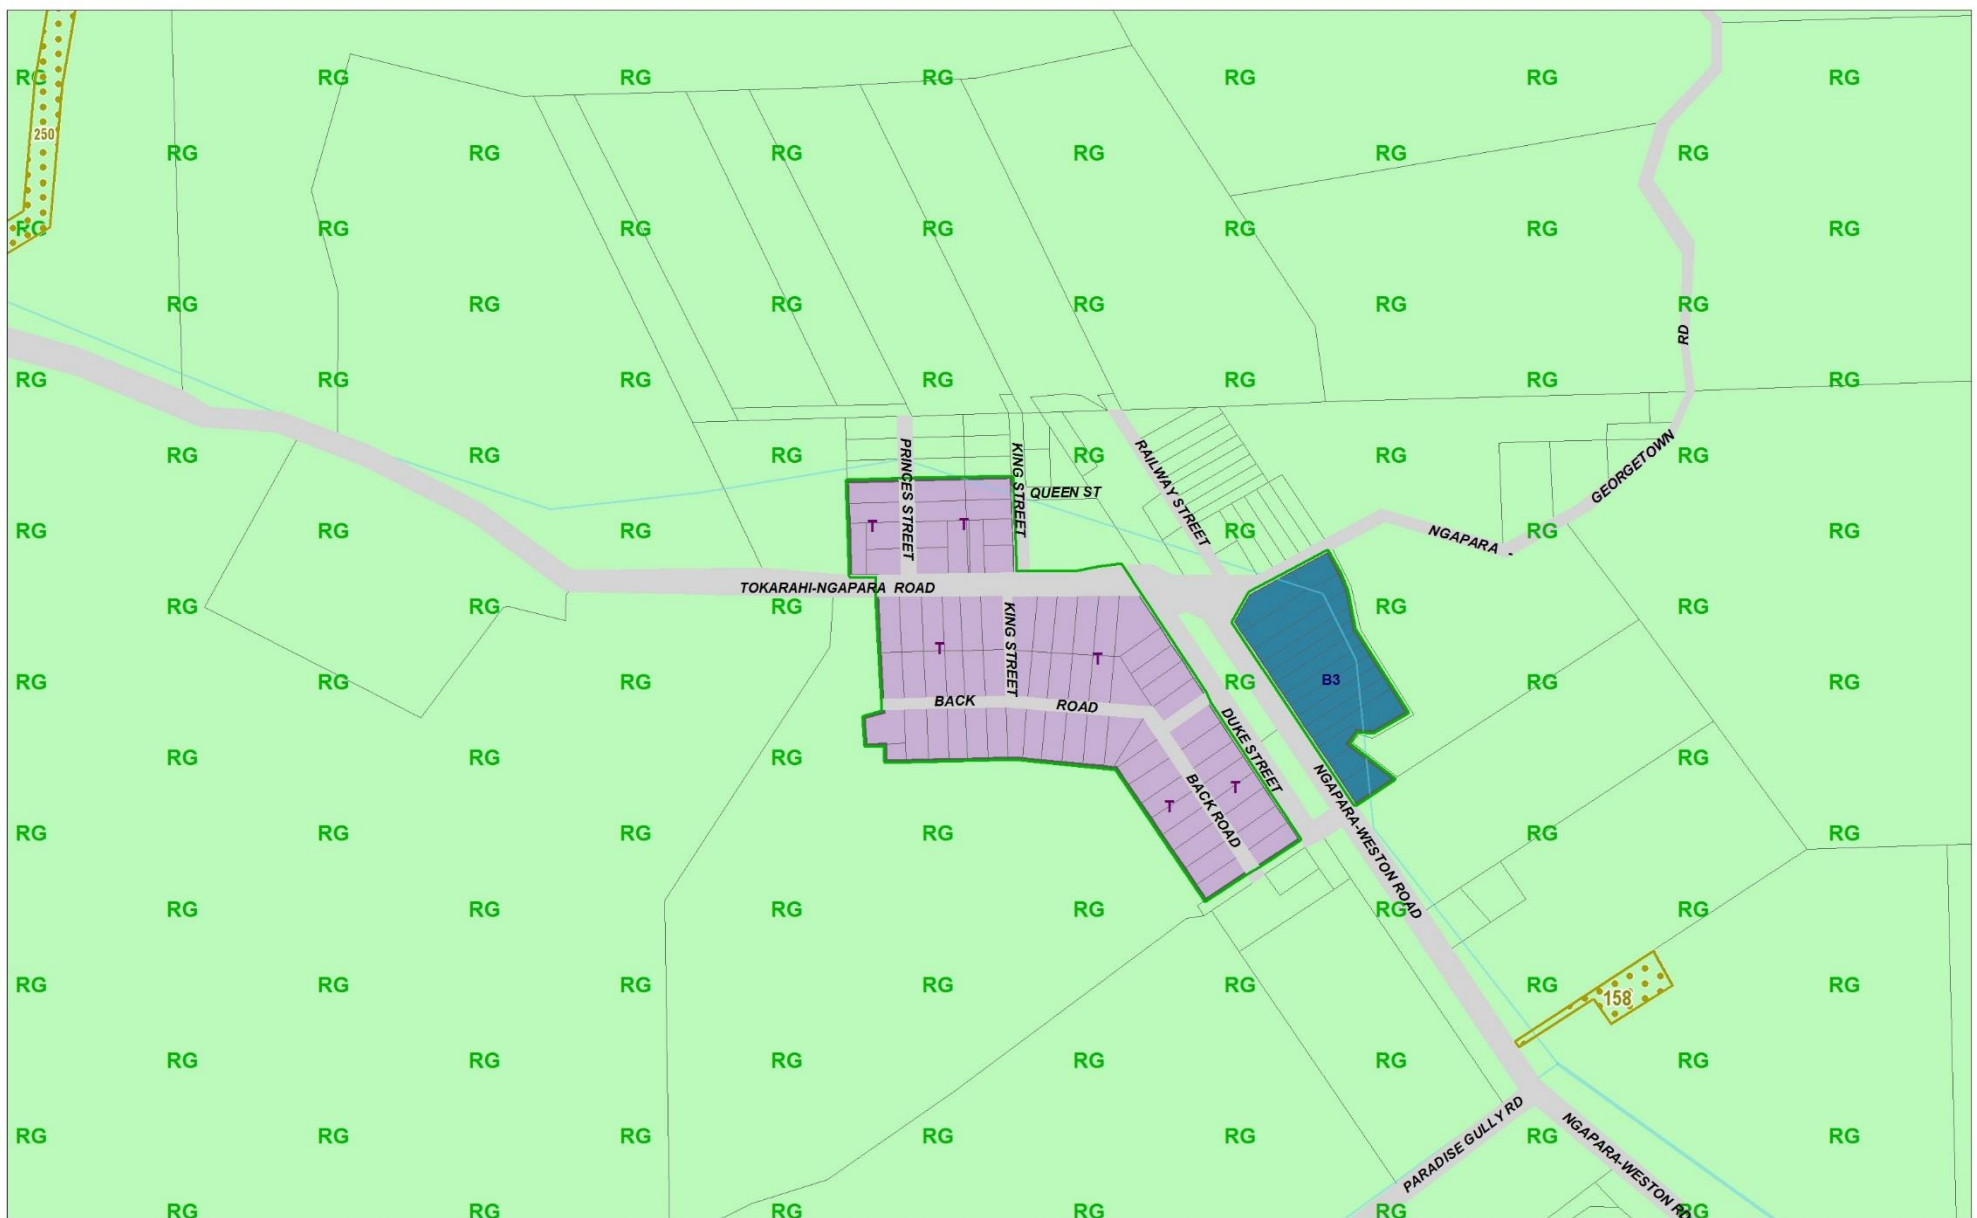 RG RG RG RG RG RG RG
250
RG RG RG RG RG RG
RG RG RG RG RG RG RG
RG RG RG RG RG RG
RD
RG RG RG RG RG RG RG
RG RG RG RG RG RG
PRINCES STREET
KING STREET
RAILWAY STREET
GEORGETOWN
QUEEN ST
T T
RG RG RG RG RG RG
NGAPARA -
TOKARAHI-NGAPARA ROAD
RG RG RG RG RG
KING STREET
T T
RG RG RG RG B3 RG RG
BACK ROAD
DUKE STREET
RG RG RG RG
T T
BACK ROAD
NGAPARA-WESTON ROAD
RG RG RG RG RG RG
RG RG RG RG RG RG
RG RG RG RG RG RG RG
158
RG RG RG RG RG RG
RG RG RG RG RG RG RG
PARADISE GULLY RD
NGAPARA-WESTON RD
RG RG RG RG RG RG